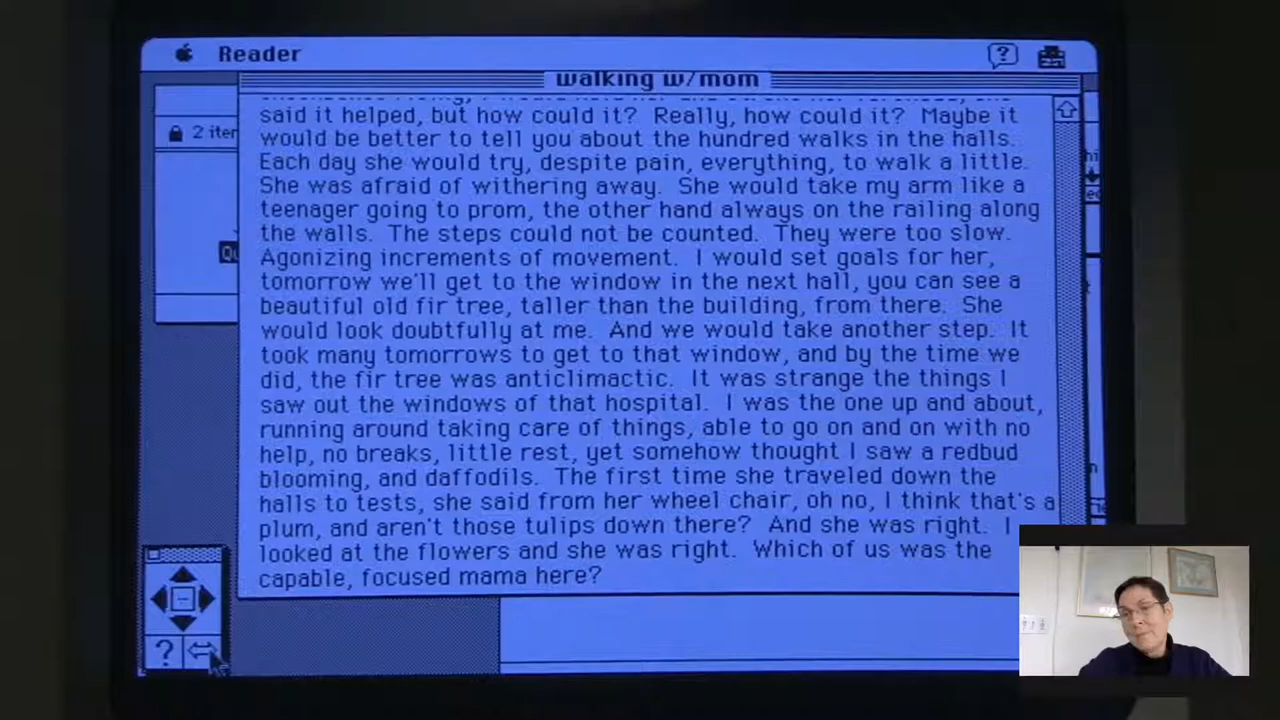 Reader
walking w/mom
said it helped, but how could it? Really, how could it? Maybe it
would be better to tell you about the hundred walks in the halls.
Each day she would try, despite pain, everything, to walk a little.
She was afraid of withering away. She would take my arm like a
teenager going to prom, the other hand always on the railing along
the walls. The steps could not be counted. They were too slow.
Agonizing increments of movement. I would set goals for her,
tomorrow we'll get to the window in the next hall, you can see a
beautiful old fir tree, taller than the building, from there. She
would look doubtfully at me. And we would take another step. It
took many tomorrows to get to that window, and by the time we
did, the fir tree was anticlimactic. It was strange the things I
saw out the windows of that hospital. I was the one up and about,
running around taking care of things, able to go on and on with no
help, no breaks, little rest, yet somehow thought I saw a redbud
blooming, and daffodils. The first time she traveled down the
halls to tests, she said from her wheel chair, oh no, I think that's a
plum, and aren't those tulips down there? And she was right. I
looked at the flowers and she was right. Which of us was the
capable, focused mama here?
2 iter
Qu
?